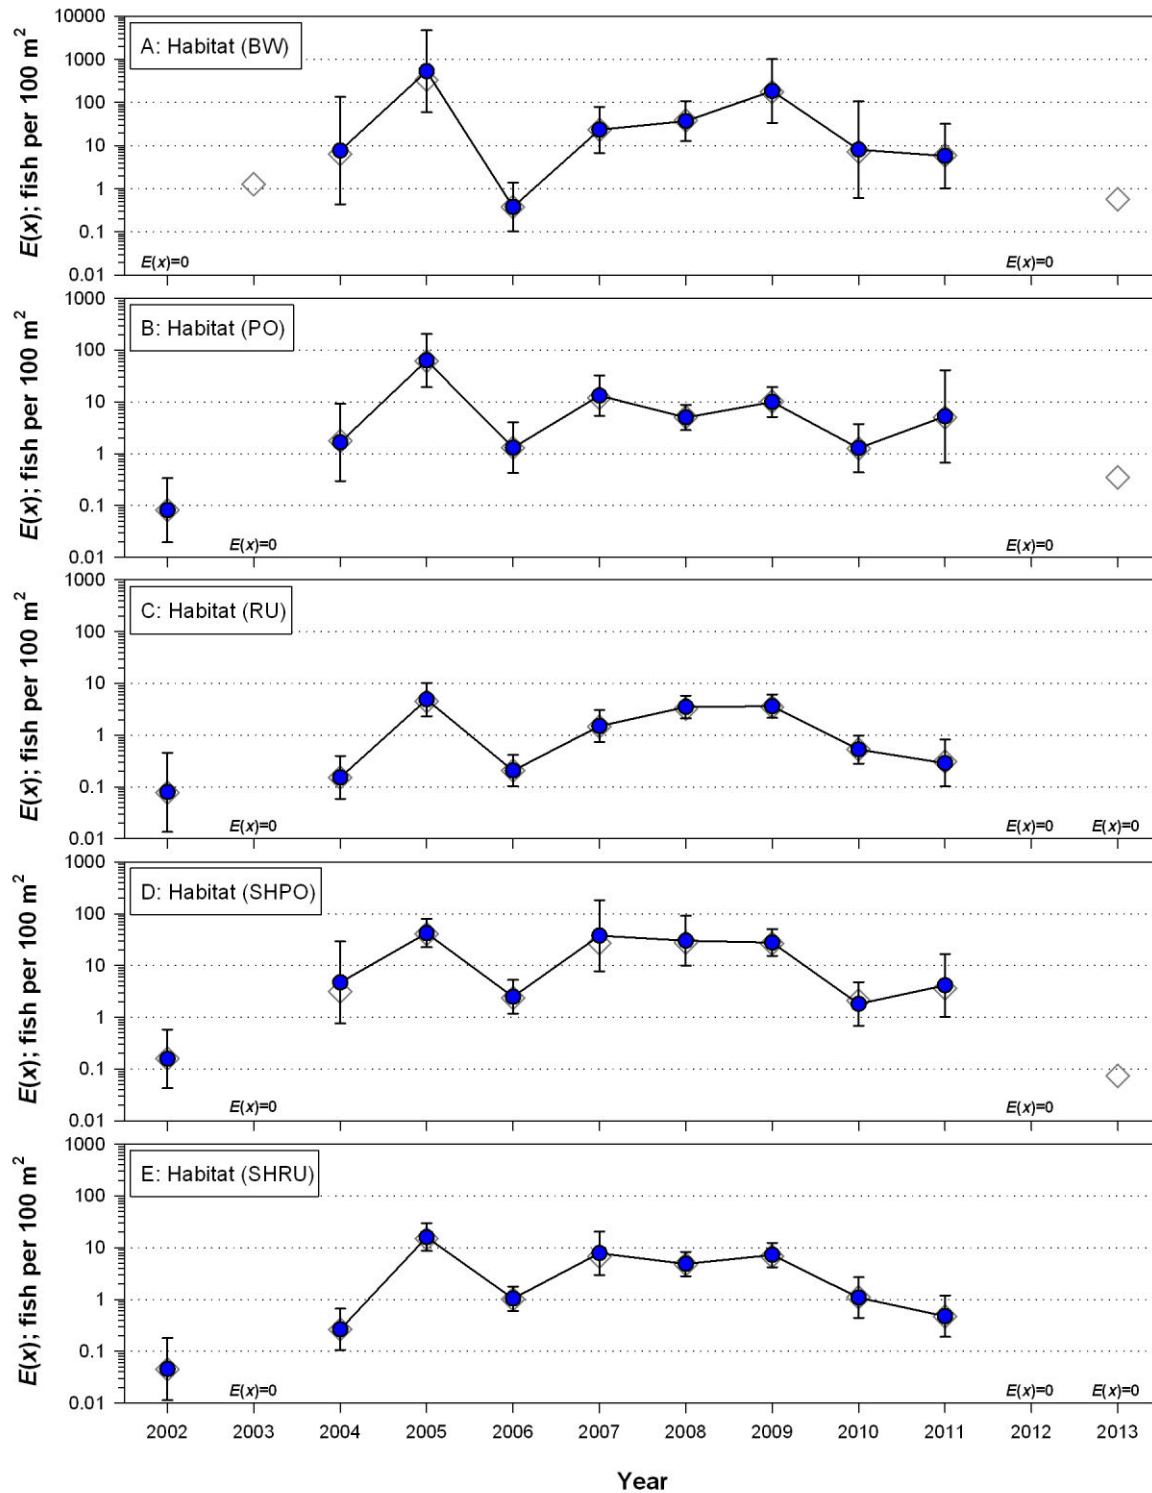 10000
A: Habitat (BW)
1000
100
10
1
0.1
0.01
E(x)=0
E(x)=0
E(x); fish per 100 m2
1000
B: Habitat (PO)
100
10
1
0.1
0.01
E(x)=0
E(x)=0
E(x); fish per 100 m2
1000
C: Habitat (RU)
100
10
1
0.1
0.01
E(x)=0
E(x)=0
E(x)=0
E(x); fish per 100 m2
1000
D: Habitat (SHPO)
100
10
1
0.1
0.01
E(x)=0
E(x)=0
E(x); fish per 100 m2
1000
E: Habitat (SHRU)
100
10
1
0.1
0.01
E(x)=0
E(x)=0
E(x)=0
E(x); fish per 100 m2
2002 2003 2004 2005 2006 2007 2008 2009 2010 2011 2012 2013
Year